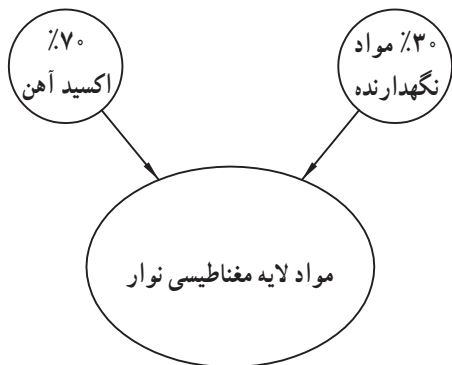 ٪۳۰ مواد
نگهدارنده
٪۷۰
اکسید آهن
مواد لایه مغناطیسی نوار